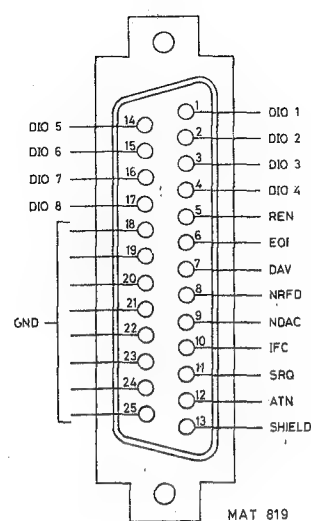 1 DIO 1
DIO 5 14
2 DIO 2
DIO 6 15
3 DIO 3
DIO 7 16
4 DIO 4
DIO 8 17
5 REN
18
6 EOI
19
7 DAV
20
8 NRFD
21
GND
9 NDAC
22
10 IFC
23
11 SRQ
24
12 ATN
25
13 SHIELD
MAT 819